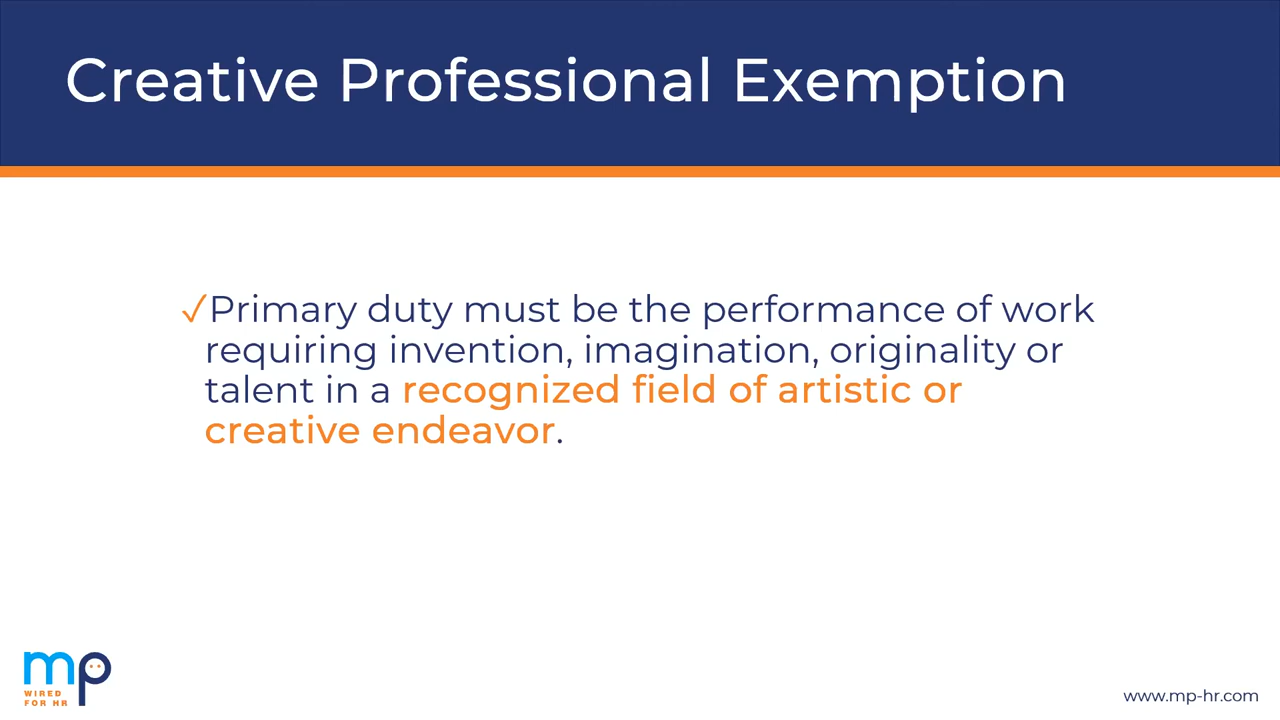 Creative Professional Exemption
✓Primary duty must be the performance of work
requiring invention, imagination, originality or
talent in a recognized field of artistic or
creative endeavor.
mp
WIRED
FOR HR
www.mp-hr.com